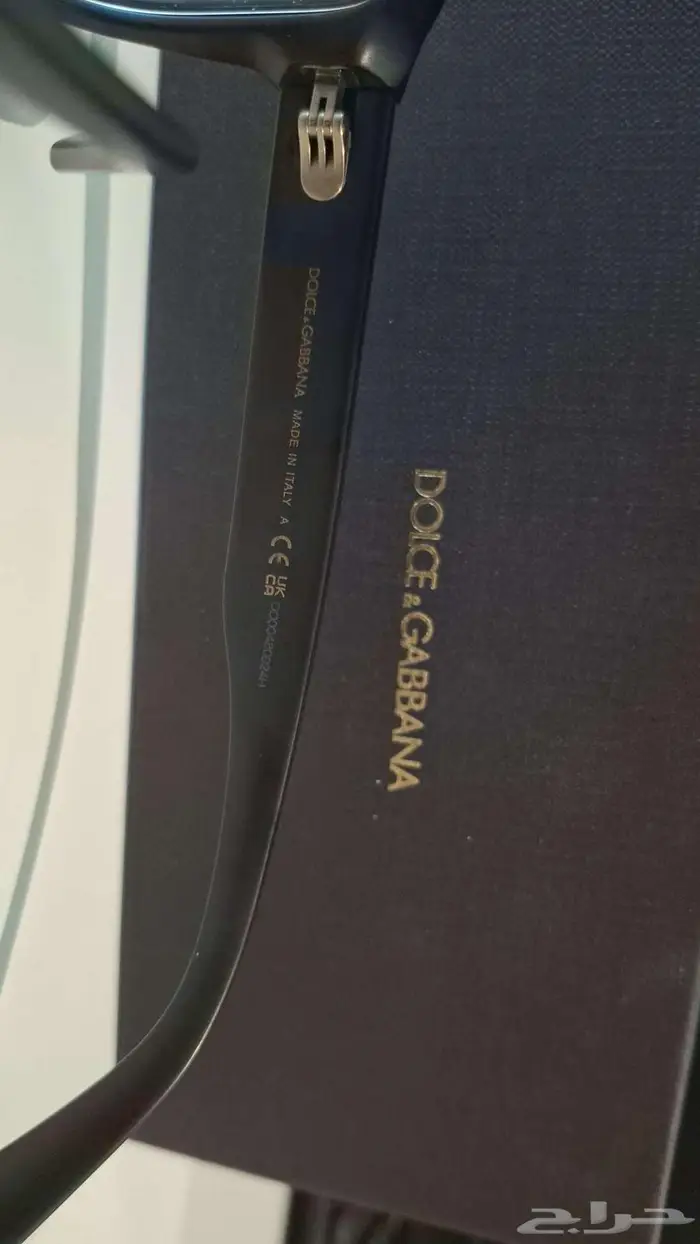 DOLCE & GABBANA MADE IN ITALY A CE UK CA
DOLCE & GABBANA
حراج